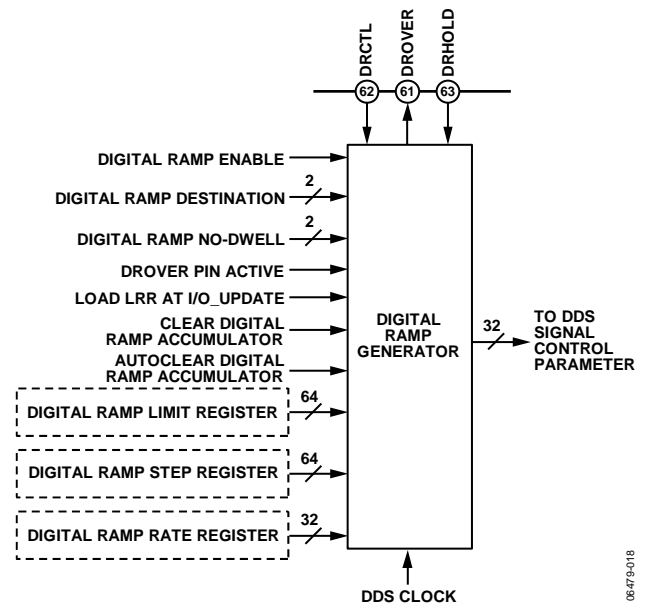 DRCTL
DROVER
DRHOLD
62
61
63
DIGITAL RAMP ENABLE
2
DIGITAL RAMP DESTINATION
2
DIGITAL RAMP NO-DWELL
DROVER PIN ACTIVE
LOAD LRR AT I/O_UPDATE
CLEAR DIGITAL
RAMP ACCUMULATOR
AUTOCLEAR DIGITAL
RAMP ACCUMULATOR
64
DIGITAL RAMP LIMIT REGISTER
64
DIGITAL RAMP STEP REGISTER
32
DIGITAL RAMP RATE REGISTER
DIGITAL
RAMP
GENERATOR
32
TO DDS
SIGNAL
CONTROL
PARAMETER
DDS CLOCK
06479-018